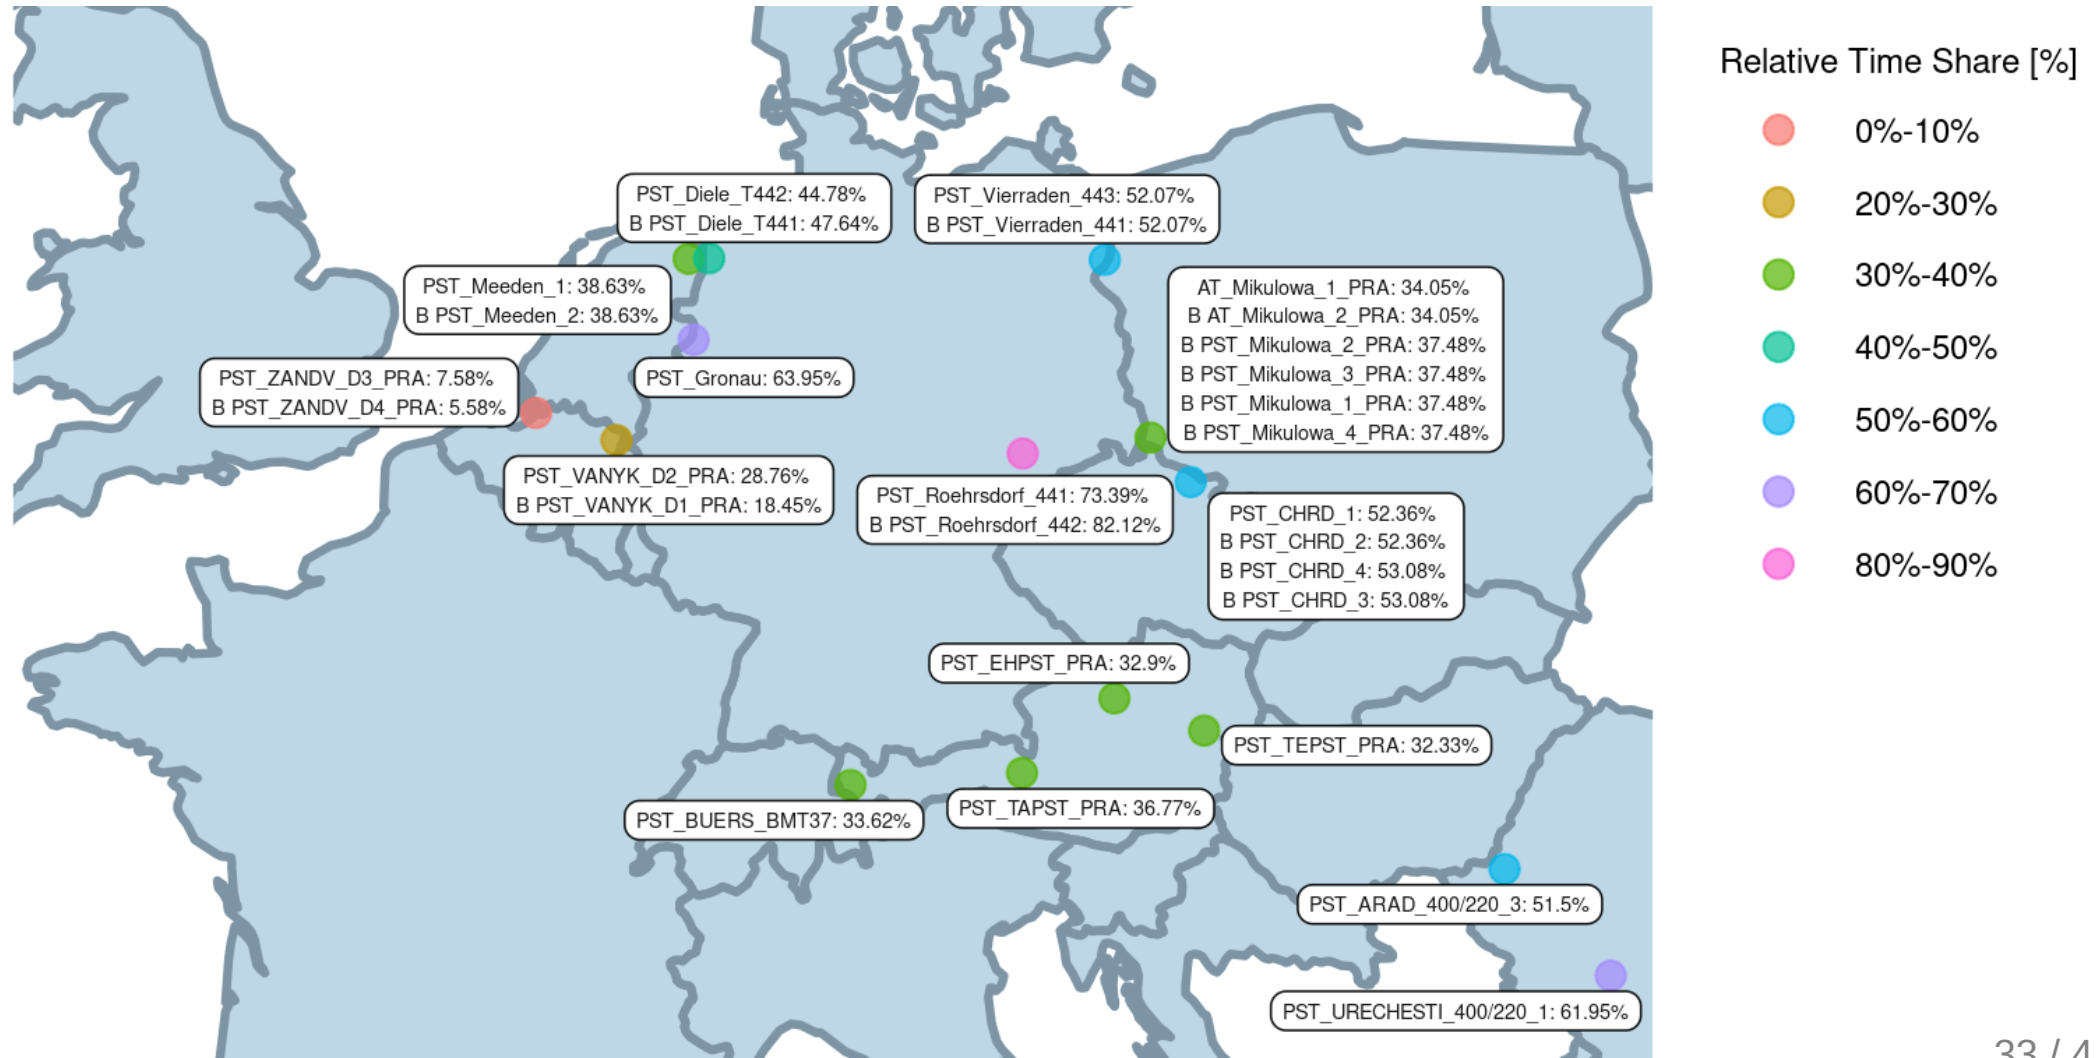 Relative Time Share [%]
0%-10%
20%-30%
30%-40%
40%-50%
50%-60%
60%-70%
80%-90%
PST_Diele_T442: 44.78%
B PST_Diele_T441: 47.64%
PST_Vierraden_443: 52.07%
B PST_Vierraden_441: 52.07%
PST_Meeden_1: 38.63%
B PST_Meeden_2: 38.63%
AT_Mikulowa_1_PRA: 34.05%
B AT_Mikulowa_2_PRA: 34.05%
B PST_Mikulowa_2_PRA: 37.48%
B PST_Mikulowa_3_PRA: 37.48%
B PST_Mikulowa_1_PRA: 37.48%
B PST_Mikulowa_4_PRA: 37.48%
PST_ZANDV_D3_PRA: 7.58%
B PST_ZANDV_D4_PRA: 5.58%
PST_Gronau: 63.95%
PST_VANYK_D2_PRA: 28.76%
B PST_VANYK_D1_PRA: 18.45%
PST_Roehrsdorf_441: 73.39%
B PST_Roehrsdorf_442: 82.12%
PST_CHRD_1: 52.36%
B PST_CHRD_2: 52.36%
B PST_CHRD_4: 53.08%
B PST_CHRD_3: 53.08%
PST_EHPST_PRA: 32.9%
PST_TEPST_PRA: 32.33%
PST_BUERS_BMT37: 33.62%
PST_TAPST_PRA: 36.77%
PST_ARAD_400/220_3: 51.5%
PST_URECHESTI_400/220_1: 61.95%
33 / 4